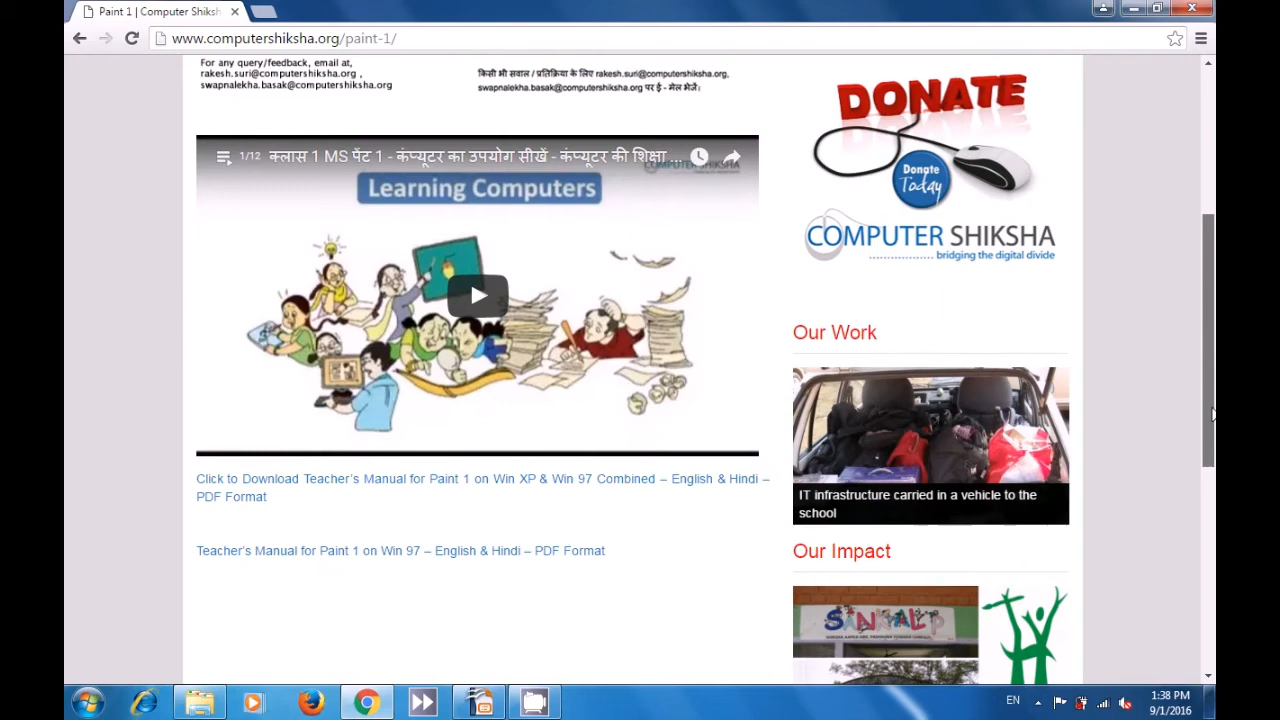 Paint 1 | Computer Shiksh
www.computershiksha.org/paint-1/
For any query/feedback, email at,
rakesh.suri@computershiksha.org ,
swapnalekha.basak@computershiksha.org
किसी भी सवाल / प्रतिक्रिया के लिए rakesh.suri@computershiksha.org,
swapnalekha.basak@computershiksha.org पर ई - मेल भेजें।
1/12 क्लास 1 MS पेंट 1 - कंप्यूटर का उपयोग सीखें - कंप्यूटर की शिक्षा ...
COMPUTER SHIKSHA
Learning Computers
Click to Download Teacher's Manual for Paint 1 on Win XP & Win 97 Combined – English & Hindi –
PDF Format
Teacher's Manual for Paint 1 on Win 97 – English & Hindi – PDF Format
DONATE
Donate
Today
COMPUTER SHIKSHA
bridging the digital divide
Our Work
IT infrastructure carried in a vehicle to the
school
Our Impact
SANKALP
EN
1:38 PM
9/1/2016